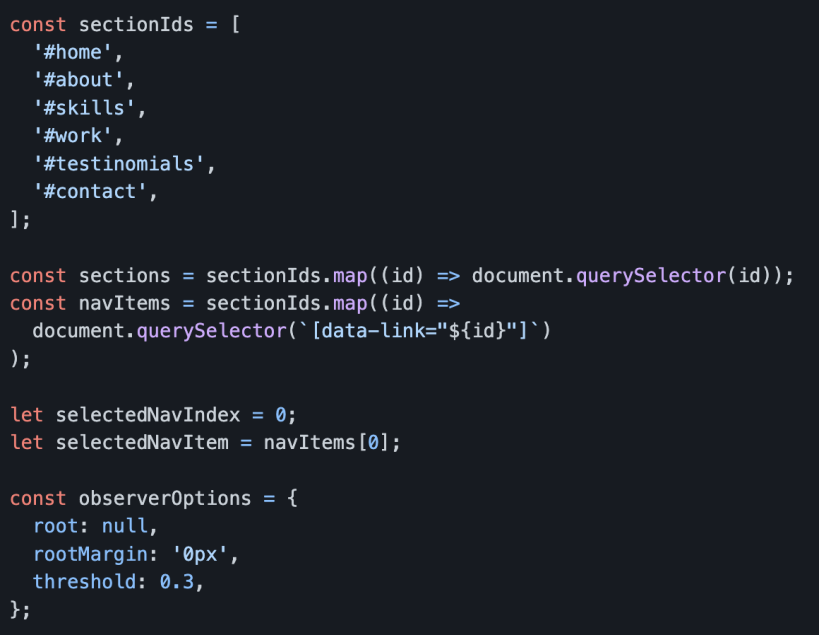 const sectionIds = [
  '#home',
  '#about',
  '#skills',
  '#work',
  '#testinomials',
  '#contact',
];

const sections = sectionIds.map((id) => document.querySelector(id));
const navItems = sectionIds.map((id) =>
  document.querySelector(`[data-link="${id}"]`)
);

let selectedNavIndex = 0;
let selectedNavItem = navItems[0];

const observerOptions = {
  root: null,
  rootMargin: '0px',
  threshold: 0.3,
};